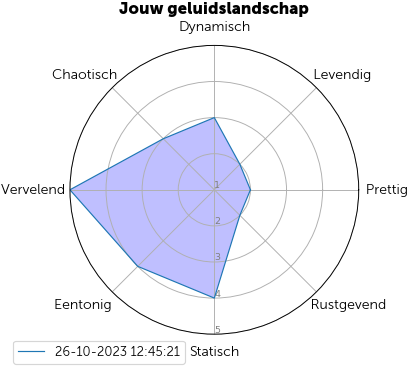 Jouw geluidslandschap
Dynamisch
Chaotisch
Levendig
Vervelend
Prettig
1
2
3
4
5
Eentonig
Rustgevend
Statisch
26-10-2023 12:45:21